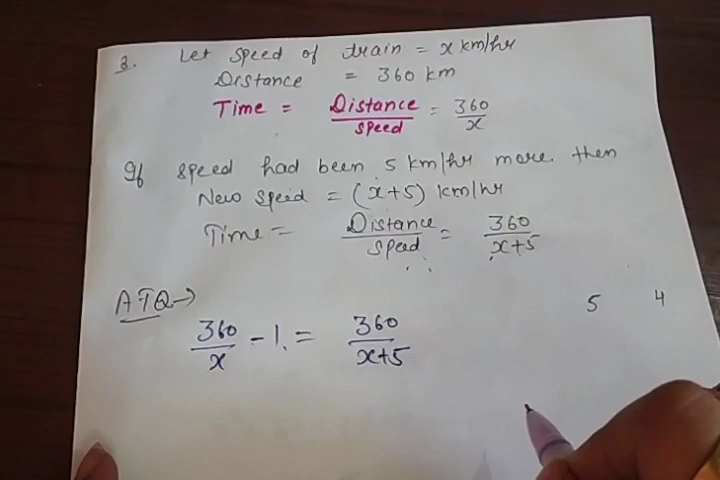 3. Let speed of train = x km/hr
Distance = 360 km
Time = Distance/speed = 360/x
If speed had been 5 km/hr more then
New speed = (x+5) km/hr
Time = Distance/speed = 360/x+5
ATQ→
5 4
360/x - 1 = 360/x+5